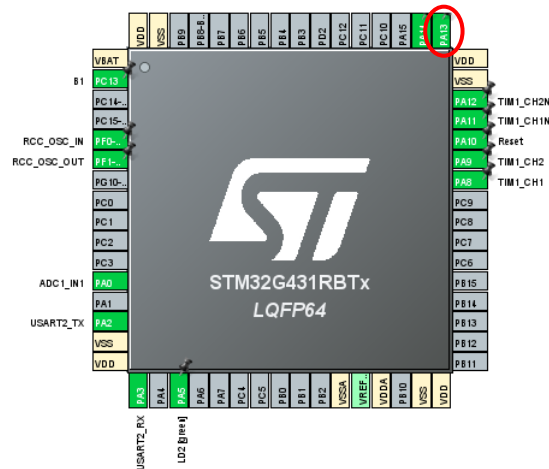 VDD
VSS
PB9
PB8-B..
PB7
PB6
PB5
PB4
PB3
PD2
PC12
PC11
PC10
PA15
PA14
PA13
VBAT
B1 PC13
PC14-..
PC15-..
RCC_OSC_IN PF0-..
RCC_OSC_OUT PF1-..
PG10-..
PC0
PC1
PC2
PC3
ADC1_IN1 PA0
PA1
USART2_TX PA2
VSS
VDD
STM32G431RBTx
LQFP64
VDD
VSS
PA12 TIM1_CH2N
PA11 TIM1_CH1N
PA10 Reset
PA9 TIM1_CH2
PA8 TIM1_CH1
PC9
PC8
PC7
PC6
PB15
PB14
PB13
PB12
PB11
PA3
PA4
PA5
PA6
PA7
PC4
PC5
PB0
PB1
PB2
VSSA
VREF..
VDDA
PB10
VSS
VDD
USART2_RX
LD2 [green]